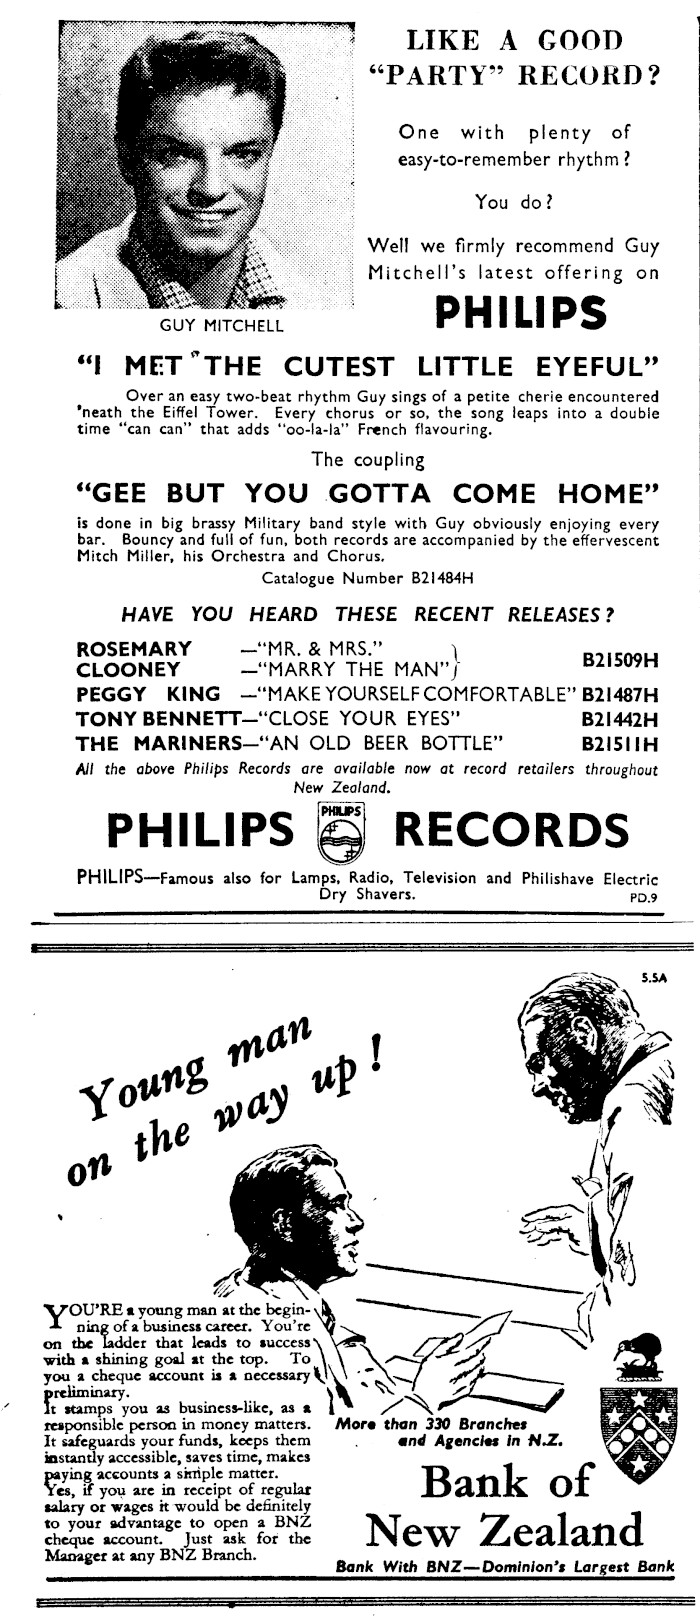 LIKE A GOOD
“PARTY” RECORD?
One with plenty of
easy-to-remember rhythm?
You do?
Well we firmly recommend Guy
Mitchell’s latest offering on
PHILIPS
GUY MITCHELL
“I MET THE CUTEST LITTLE EYEFUL”
Over an easy two-beat rhythm Guy sings of a petite cherie encountered
’neath the Eiffel Tower. Every chorus or so, the song leaps into a double
time “can can” that adds “oo-la-la” French flavouring.
The coupling
“GEE BUT YOU GOTTA COME HOME”
is done in big brassy Military band style with Guy obviously enjoying every
bar. Bouncy and full of fun, both records are accompanied by the effervescent
Mitch Miller, his Orchestra and Chorus.
Catalogue Number B21484H
HAVE YOU HEARD THESE RECENT RELEASES?
ROSEMARY —“MR. & MRS.”
CLOONEY —“MARRY THE MAN” B21509H
PEGGY KING —“MAKE YOURSELF COMFORTABLE” B21487H
TONY BENNETT—“CLOSE YOUR EYES” B21442H
THE MARINERS—“AN OLD BEER BOTTLE” B21511H
All the above Philips Records are available now at record retailers throughout
New Zealand.
PHILIPS PHILIPS RECORDS
PHILIPS—Famous also for Lamps, Radio, Television and Philishave Electric
Dry Shavers.
PD.9
5.5A
Young man
on the way up!
YOU’RE a young man at the begin-
ning of a business career. You’re
on the ladder that leads to success
with a shining goal at the top. To
you a cheque account is a necessary
preliminary.
It stamps you as business-like, as a
responsible person in money matters.
It safeguards your funds, keeps them
instantly accessible, saves time, makes
paying accounts a simple matter.
Yes, if you are in receipt of regular
salary or wages it would be definitely
to your advantage to open a BNZ
cheque account. Just ask for the
Manager at any BNZ Branch.
More than 330 Branches
and Agencies in N.Z.
Bank of
New Zealand
Bank With BNZ—Dominion’s Largest Bank